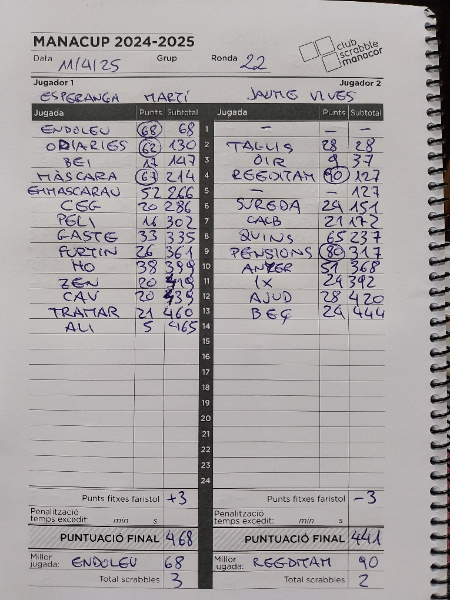 MANACUP 2024-2025
club scrabble manacor
Data 11/4/25 Grup Ronda 22
Jugador 1 Jugador 2
ESPERANÇA MARTÍ JAUME VIVES
Jugada Punts Subtotal Jugada Punts Subtotal
ENDOLEU 68 68 1 - - -
ODIARIES 62 130 2 TALLIS 28 28
BEI 17 147 3 OIR 9 37
MÀSCARA 67 214 4 REEDITAM 90 127
EMMASCARAU 52 266 5 - - 127
CEG 20 286 6 SUREDA 24 151
PELI 16 302 7 CALB 21 172
GASTE 33 335 8 QUINS 65 237
FURTIN 26 361 9 PENSIONS 80 317
HO 38 399 10 ANYER 51 368
ZEN 20 419 11 IX 24 392
CAV 20 439 12 AJUD 28 420
TRAMAR 21 460 13 BEÇ 24 444
ALI 5 465 14
15
16
17
18
19
20
21
22
23
24
Punts fitxes faristol +3 Punts fitxes faristol -3
Penalització temps excedit: min s Penalització temps excedit: min s
PUNTUACIÓ FINAL 468 PUNTUACIÓ FINAL 441
Millor jugada: ENDOLEU 68 Millor jugada: REEDITAM 90
Total scrabbles 3 Total scrabbles 2